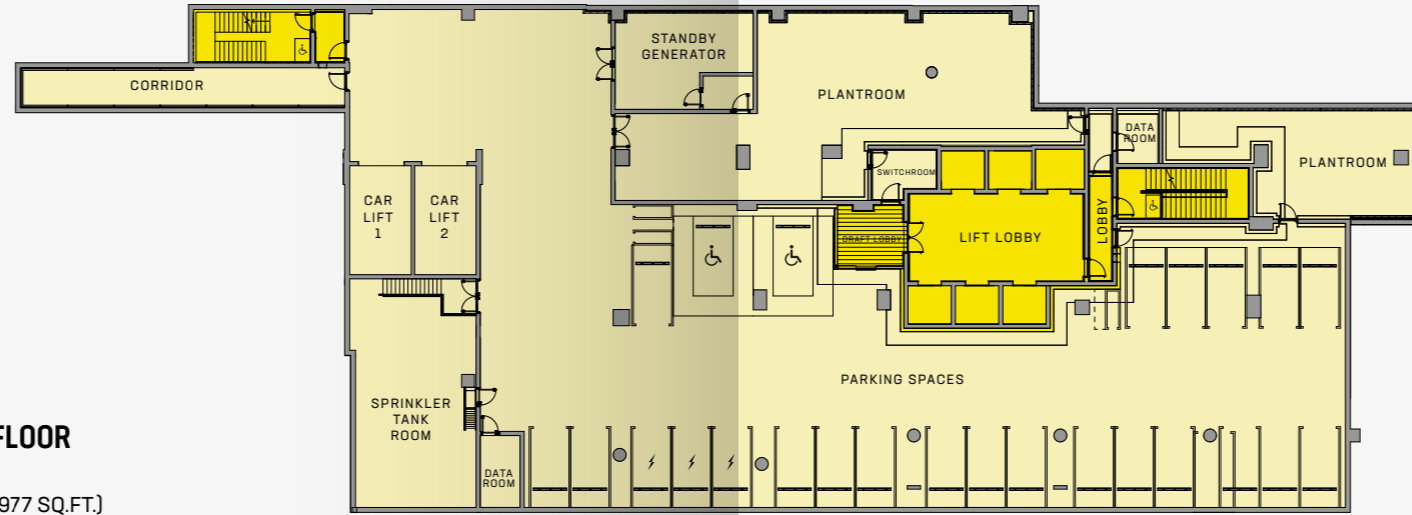 STANDBY
GENERATOR
CORRIDOR
PLANTROOM
DATA
ROOM
PLANTROOM
SWITCHROOM
CAR
LIFT
1
CAR
LIFT
2
LOBBY
DRAFT LOBBY
LIFT LOBBY
PARKING SPACES
SPRINKLER
TANK
ROOM
FLOOR
DATA
ROOM
977 SQ.FT.)